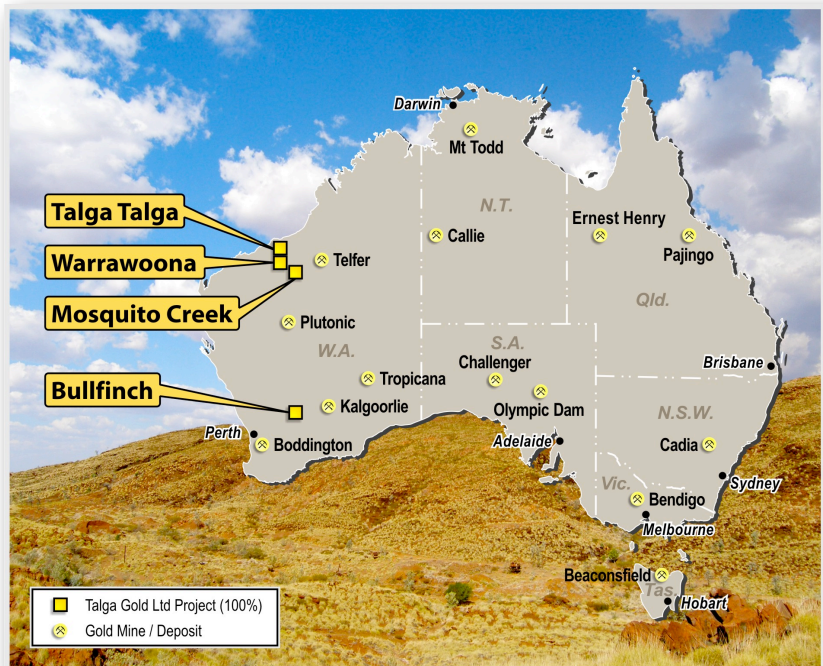 Darwin
Mt Todd
N.T.
Talga Talga
Ernest Henry
Callie
Pajingo
Warrawoona
Telfer
Mosquito Creek
Qld.
Plutonic
W.A.
S.A.
Challenger
Brisbane
Tropicana
Bullfinch
Kalgoorlie
Olympic Dam
N.S.W.
Perth
Boddington
Adelaide
Cadia
Vic.
Sydney
Bendigo
Melbourne
Beaconsfield
Tas.
Hobart
Talga Gold Ltd Project (100%)
Gold Mine / Deposit